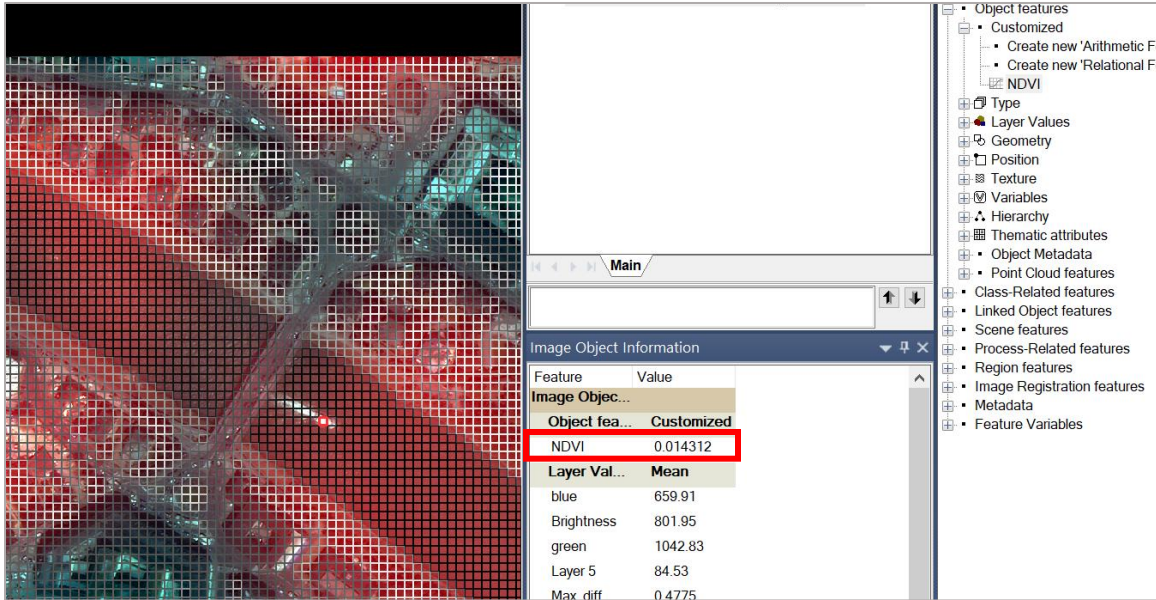 Main
Image Object Information
Feature Value
Image Objec...
Object fea... Customized
NDVI 0.014312
Layer Val... Mean
blue 659.91
Brightness 801.95
green 1042.83
Layer 5 84.53
Max. diff 0.4775
Object features
Customized
Create new 'Arithmetic F
Create new 'Relational F
NDVI
Type
Layer Values
Geometry
Position
Texture
Variables
Hierarchy
Thematic attributes
Object Metadata
Point Cloud features
Class-Related features
Linked Object features
Scene features
Process-Related features
Region features
Image Registration features
Metadata
Feature Variables